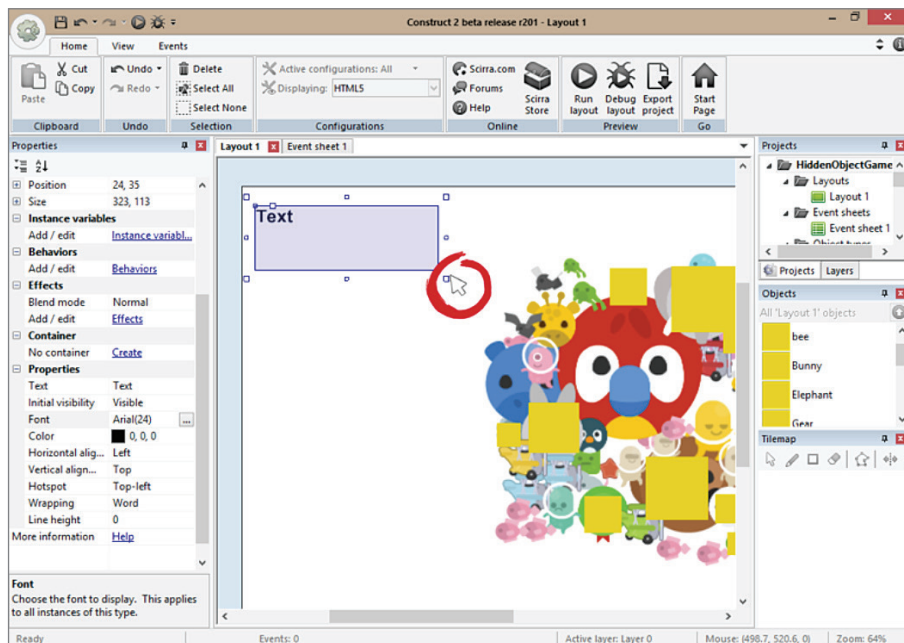 Construct 2 beta release r201 - Layout 1
Home View Events
Paste
Cut
Copy
Clipboard
Undo
Redo
Undo
Delete
Select All
Select None
Selection
Active configurations: All
Displaying: HTML5
Configurations
Scirra.com
Forums
Help
Scirra Store
Online
Run layout
Debug layout
Export project
Preview
Start Page
Go
Properties
Position 24, 35
Size 323, 113
Instance variables
Add / edit Instance variabl...
Behaviors
Add / edit Behaviors
Effects
Blend mode Normal
Add / edit Effects
Container
No container Create
Properties
Text Text
Initial visibility Visible
Font Arial(24) ...
Color 0, 0, 0
Horizontal alig... Left
Vertical align... Top
Hotspot Top-left
Wrapping Word
Line height 0
More information Help
Font
Choose the font to display. This applies
to all instances of this type.
Layout 1 Event sheet 1
Text
Projects
HiddenObjectGame
Layouts
Layout 1
Event sheets
Event sheet 1
Object types
Projects Layers
Objects
All 'Layout 1' objects
bee
Bunny
Elephant
Gear
Tilemap
Ready Events: 0 Active layer: Layer 0 Mouse: (498.7, 520.6, 0) Zoom: 64%